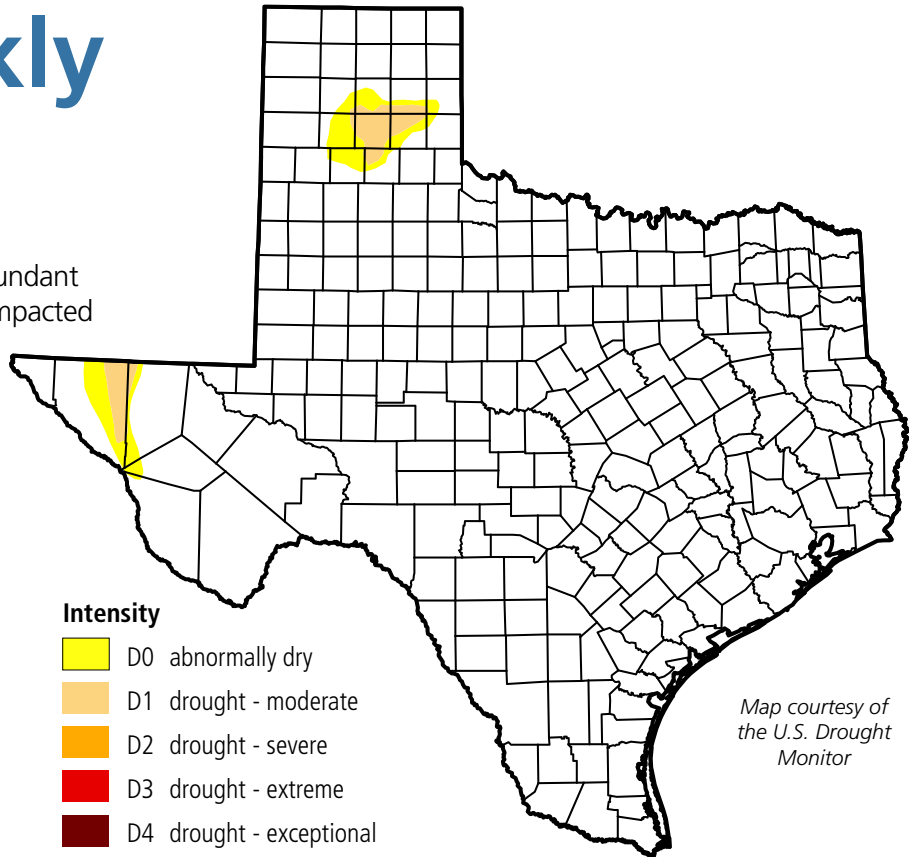 kly
undant
mpacted
Intensity
D0 abnormally dry
D1 drought - moderate
D2 drought - severe
D3 drought - extreme
D4 drought - exceptional
Map courtesy of
the U.S. Drought
Monitor